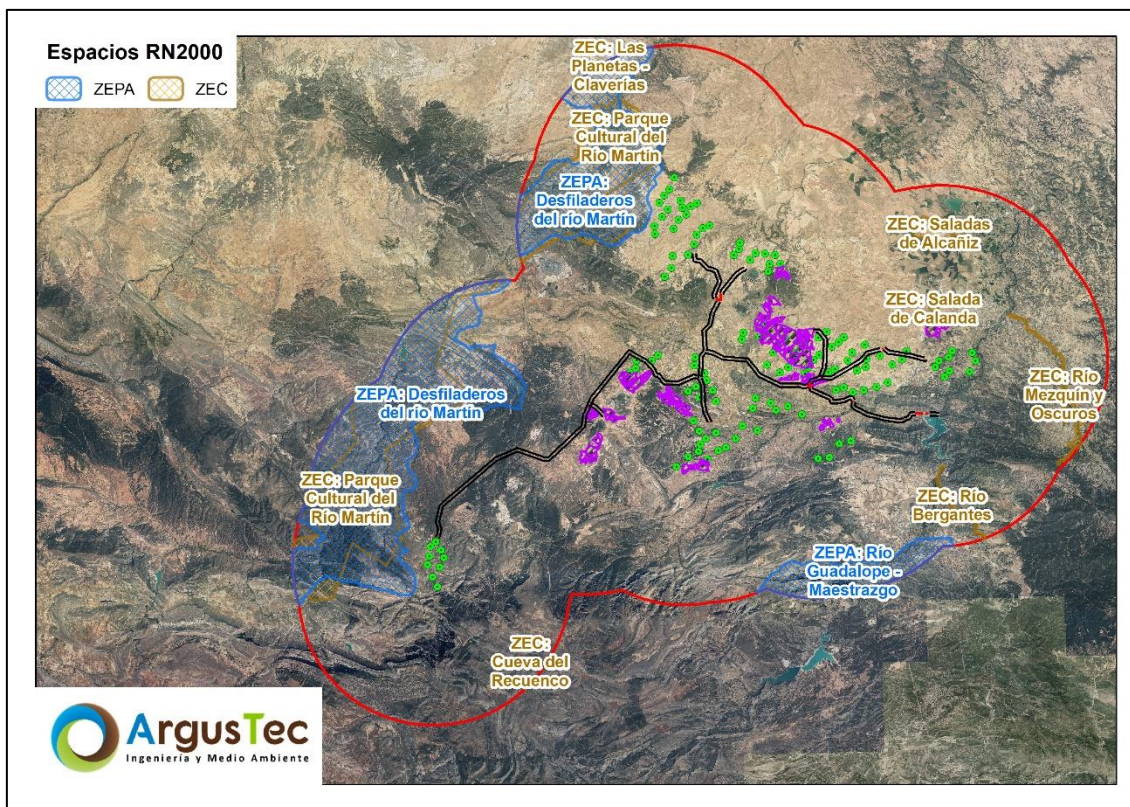 Espacios RN2000
ZEPA
ZEC
ZEC: Las
Planetas -
Claverías
ZEC: Parque
Cultural del
Río Martín
ZEPA:
Desfiladeros
del río Martín
ZEC: Saladas
de Alcañiz
ZEC: Salada
de Calanda
ZEC: Río
Mezquín y
Oscuros
ZEPA: Desfiladeros
del río Martín
ZEC: Parque
Cultural del
Río Martín
ZEC: Río
Bergantes
ZEPA: Río
Guadalope -
Maestrazgo
ZEC:
Cueva del
Recuenco
ArgusTec
Ingeniería y Medio Ambiente